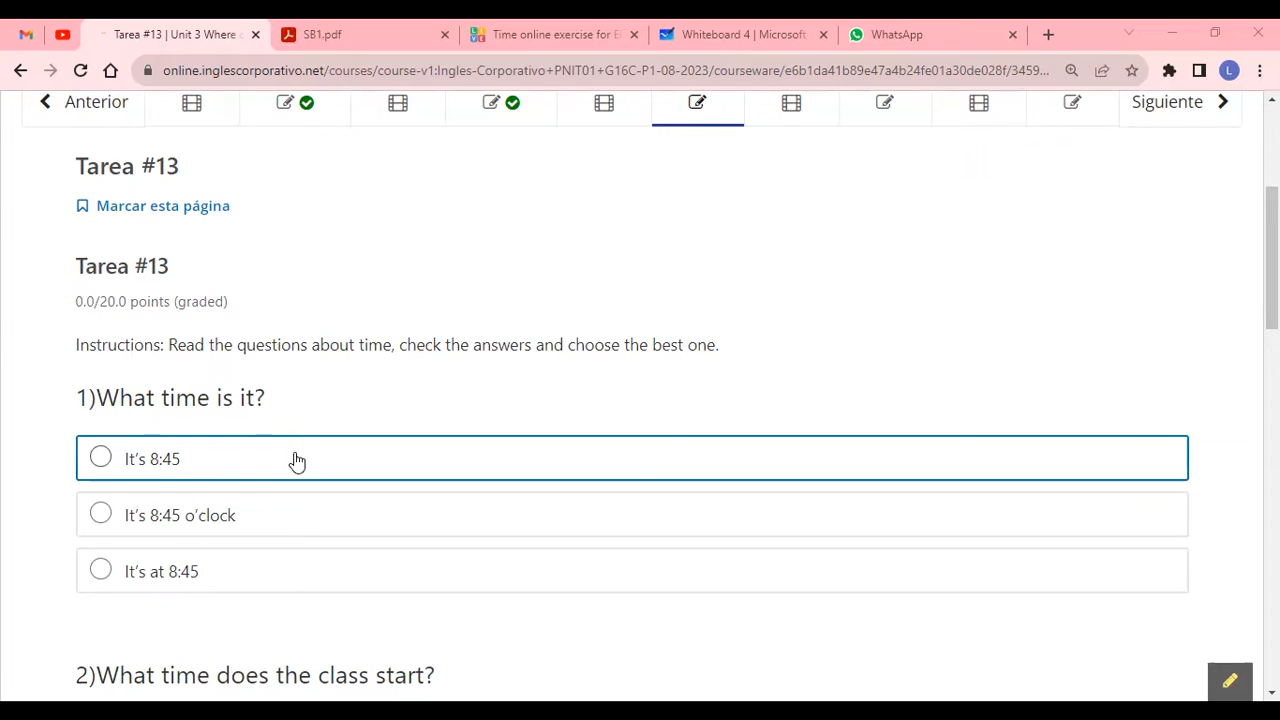 Tarea #13 | Unit 3 Where
SB1.pdf
Time online exercise for
Whiteboard 4 | Microsoft
WhatsApp
online.inglescorporativo.net/courses/course-v1:Ingles-Corporativo+PNIT01+G16C-P1-08-2023/courseware/e6b1da41b89e47a4b24fe01a30de028f/3459...
L
Anterior
Siguiente
Tarea #13
Marcar esta página
Tarea #13
0.0/20.0 points (graded)
Instructions: Read the questions about time, check the answers and choose the best one.
1)What time is it?
It’s 8:45
It’s 8:45 o’clock
It’s at 8:45
2)What time does the class start?